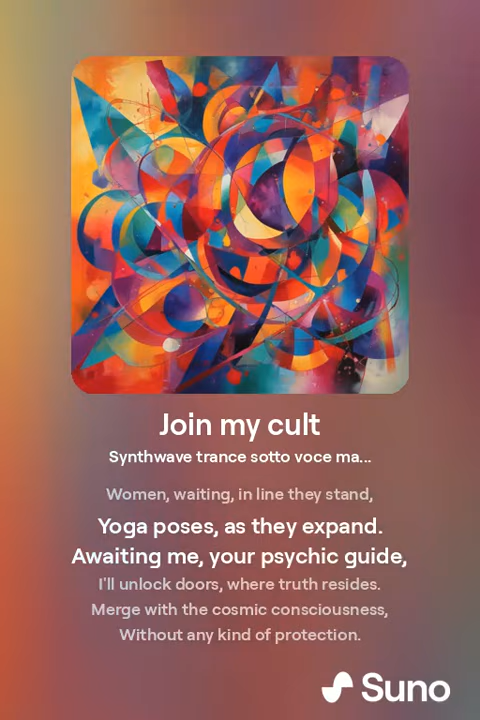 Join my cult
Synthwave trance sotto voce ma...
Women, waiting, in line they stand,
Yoga poses, as they expand.
Awaiting me, your psychic guide,
I'll unlock doors, where truth resides.
Merge with the cosmic consciousness,
Without any kind of protection.
Suno